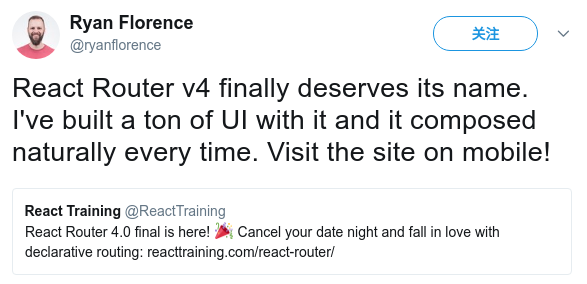 Ryan Florence
@ryanflorence
关注
React Router v4 finally deserves its name.
I've built a ton of UI with it and it composed
naturally every time. Visit the site on mobile!
React Training @ReactTraining
React Router 4.0 final is here! 🎉 Cancel your date night and fall in love with
declarative routing: reacttraining.com/react-router/